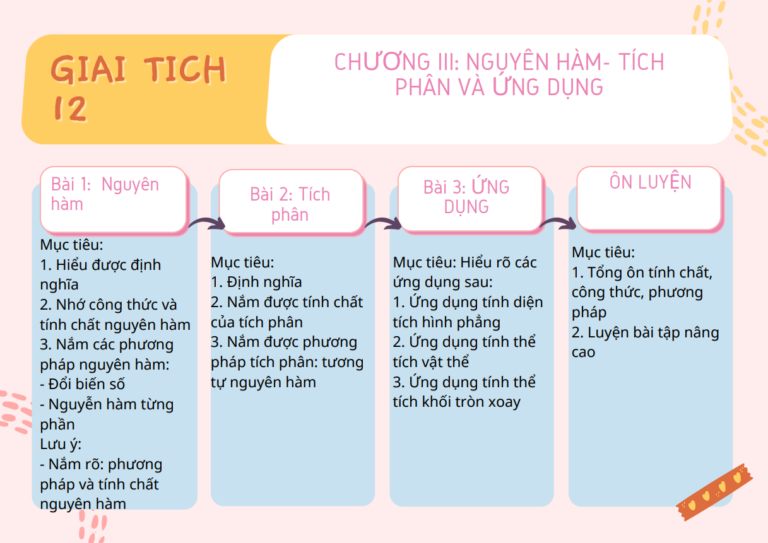 GIAI TICH
12
CHƯƠNG III: NGUYÊN HÀM- TÍCH
PHÂN VÀ ỨNG DỤNG
Bài 1: Nguyên
hàm
Mục tiêu:
1. Hiểu được định
nghĩa
2. Nhớ công thức và
tính chất nguyên hàm
3. Nắm các phương
pháp nguyên hàm:
- Đổi biến số
- Nguyễn hàm từng
phần
Lưu ý:
- Nắm rõ: phương
pháp và tính chất
nguyên hàm
Bài 2: Tích
phân
Mục tiêu:
1. Định nghĩa
2. Nắm được tính chất
của tích phân
3. Nắm được phương
pháp tích phân: tương
tự nguyên hàm
Bài 3: ỨNG
DỤNG
Mục tiêu: Hiểu rõ các
ứng dụng sau:
1. Ứng dụng tính diện
tích hình phẳng
2. Ứng dụng tính thể
tích vật thể
3. Ứng dụng tính thể
tích khối tròn xoay
ÔN LUYỆN
Mục tiêu:
1. Tổng ôn tính chất,
công thức, phương
pháp
2. Luyện bài tập nâng
cao